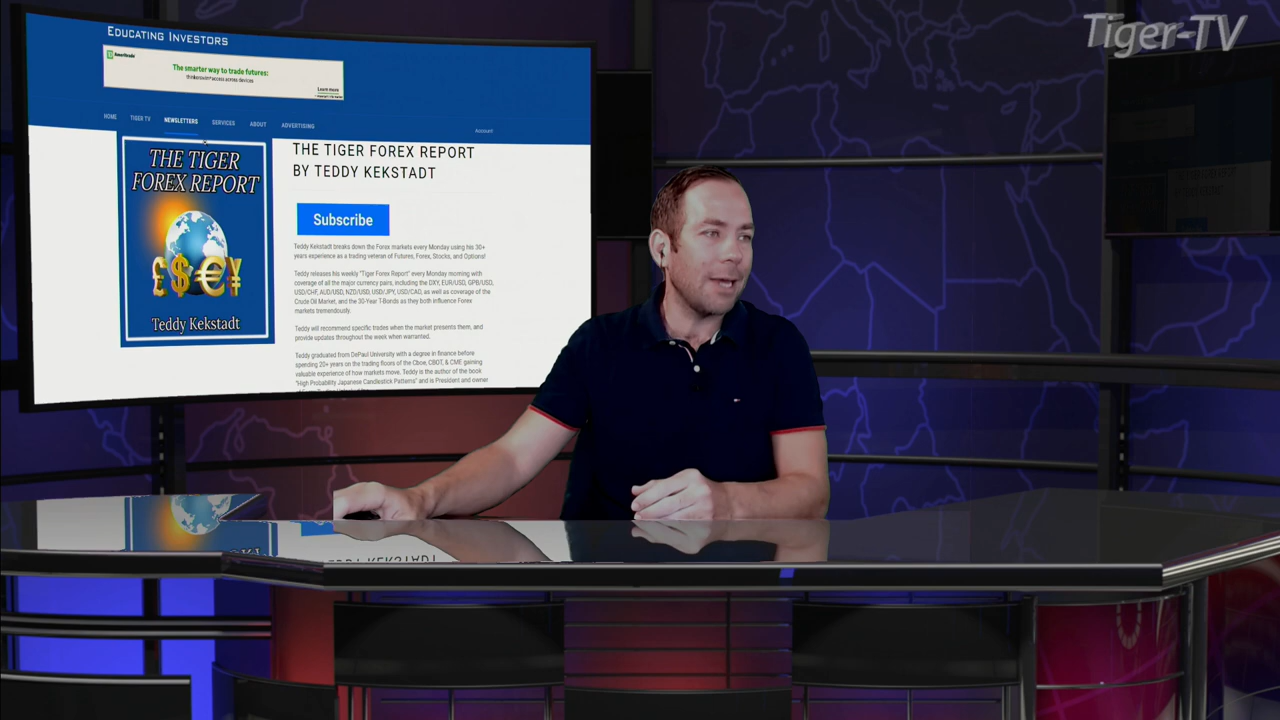 Tiger-TV
EDUCATING INVESTORS
Ameritrade
The smarter way to trade futures:
thinkorswim access across devices
Learn more
HOME TIGER TV NEWSLETTERS SERVICES ABOUT ADVERTISING
Account
THE TIGER
FOREX REPORT
£$€¥
Teddy Kekstadt
THE TIGER FOREX REPORT
BY TEDDY KEKSTADT
Subscribe
Teddy Kekstadt breaks down the Forex markets every Monday using his 30+
years experience as a trading veteran of Futures, Forex, Stocks, and Options!
Teddy releases his weekly "Tiger Forex Report" every Monday morning with
coverage of all the major currency pairs, including the DXY, EUR/USD, GPB/USD,
USD/CHF, AUD/USD, NZD/USD, USD/JPY, USD/CAD, as well as coverage of the
Crude Oil Market, and the 30-Year T-Bonds as they both influence Forex
markets tremendously.
Teddy will recommend specific trades when the market presents them, and
provide updates throughout the week when warranted.
Teddy graduated from DePaul University with a degree in finance before
spending 20+ years on the trading floors of the Cboe, CBOT, & CME gaining
valuable experience of how markets move. Teddy is the author of the book
"High Probability Japanese Candlestick Patterns" and is President and owner